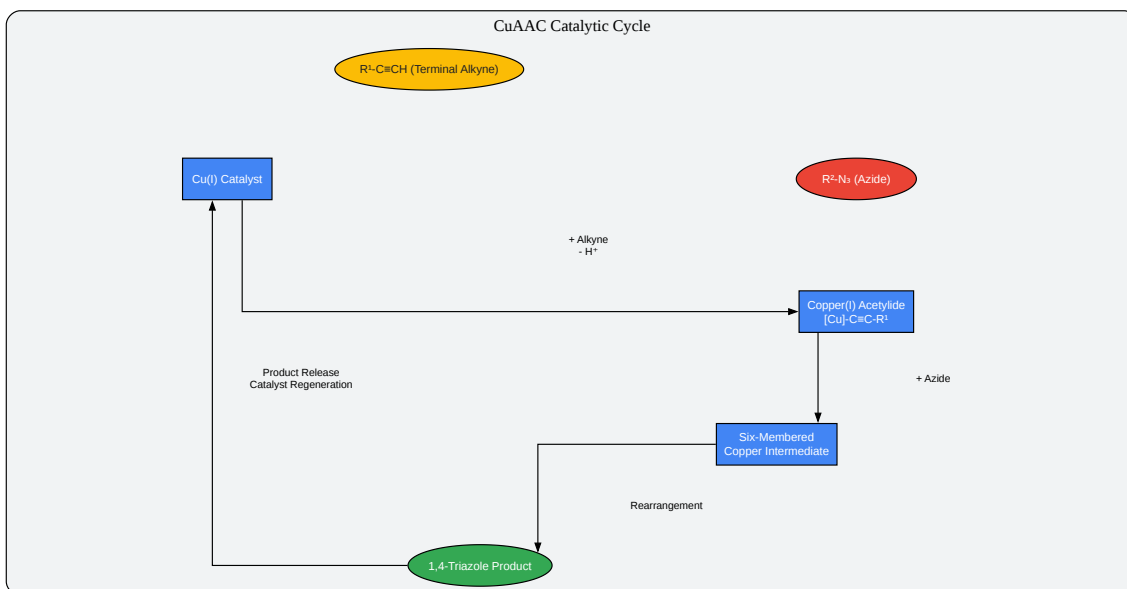 CuAAC Catalytic Cycle
R¹-C≡CH (Terminal Alkyne)
Cu(I) Catalyst
R²-N₃ (Azide)
+ Alkyne
- H⁺
Copper(I) Acetylide
[Cu]-C≡C-R¹
Product Release
Catalyst Regeneration
+ Azide
Six-Membered
Copper Intermediate
Rearrangement
1,4-Triazole Product